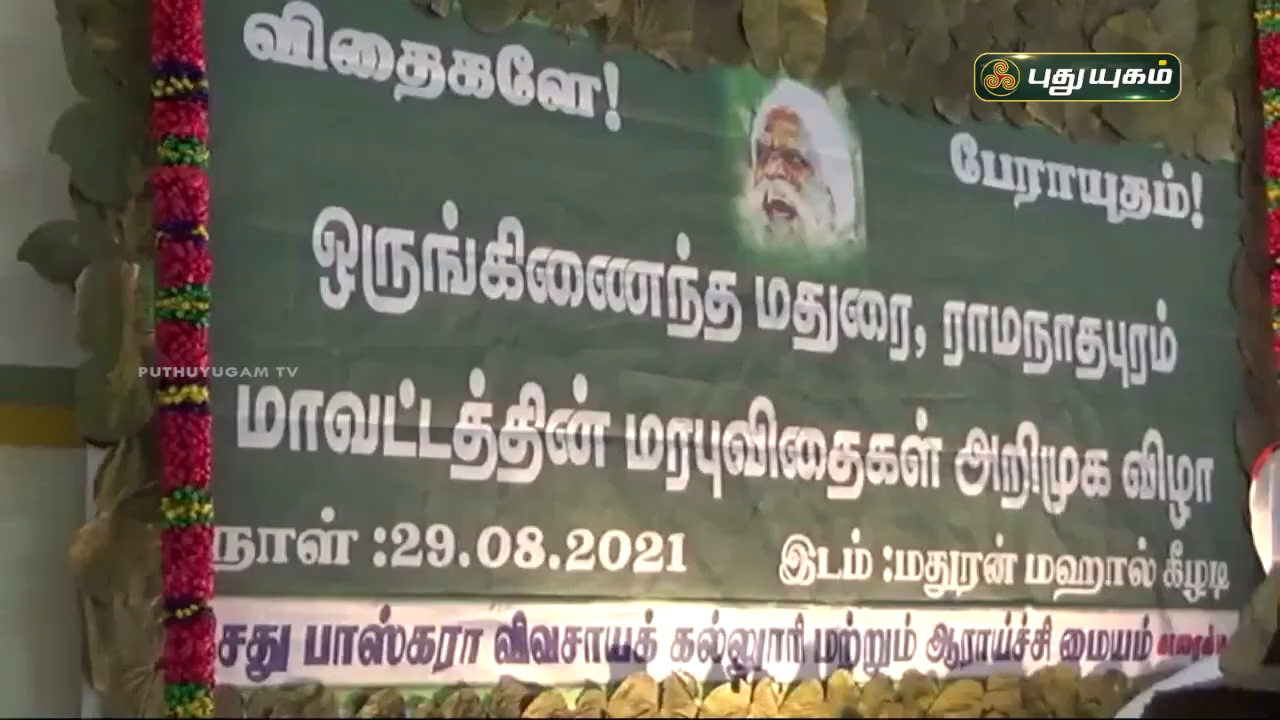 விதைகளே!
பேராயுதம்!
புதுயுகம்
ஒருங்கிணைந்த மதுரை, ராமநாதபுரம்
PUTHUYUGAM TV
மாவட்டத்தின் மரபுவிதைகள் அறிமுக விழா
நாள் :29.08.2021 இடம் :மதுரன் மஹால் கீழடி
சேது பாஸ்கரா விவசாயக் கல்லூரி மற்றும் ஆராய்ச்சி மையம்